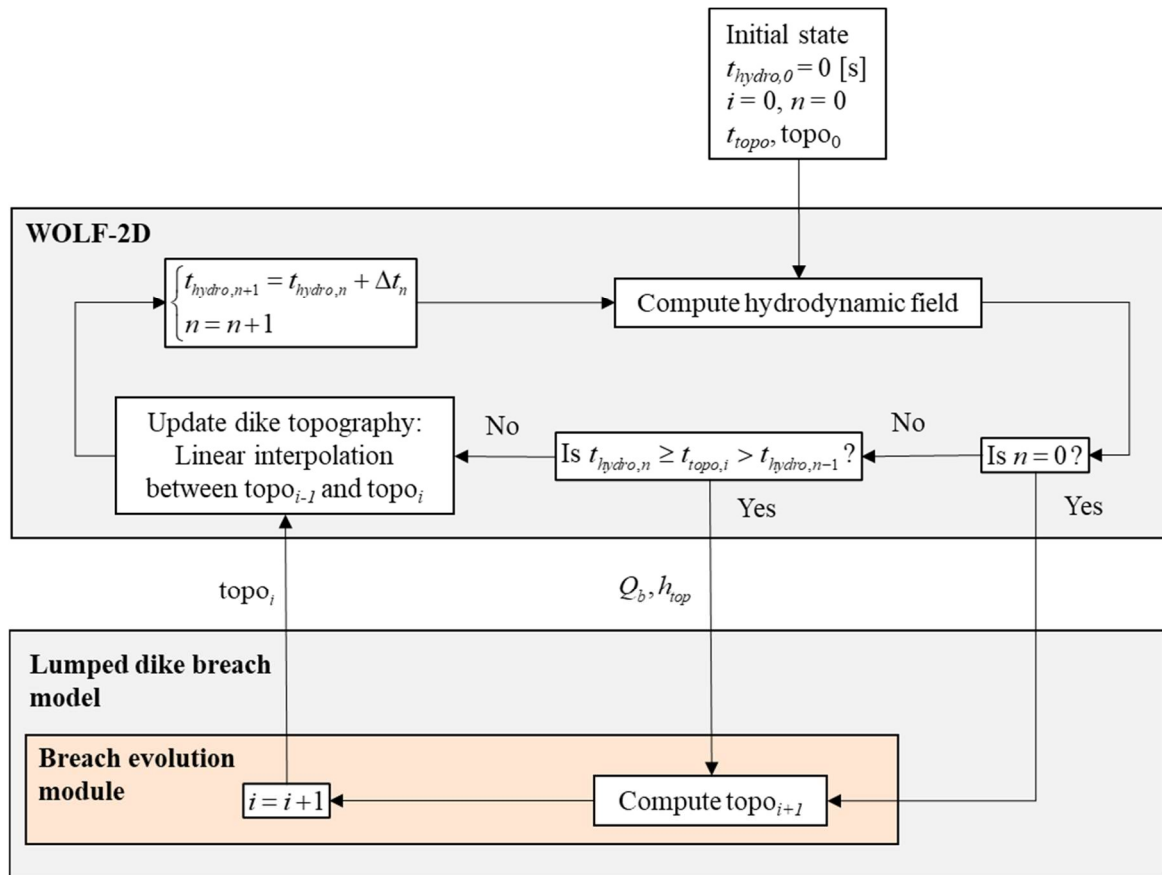 Initial state
t_hydro,0 = 0 [s]
i = 0, n = 0
t_topo, topo_0
WOLF-2D
{ t_hydro,n+1 = t_hydro,n + Δt_n
n = n+1
Compute hydrodynamic field
Update dike topography:
Linear interpolation
between topo_i-1 and topo_i
No
Is t_hydro,n ≥ t_topo,i > t_hydro,n-1 ?
No
Is n = 0 ?
Yes
Yes
topo_i
Q_b, h_top
Lumped dike breach
model
Breach evolution
module
i = i+1
Compute topo_i+1